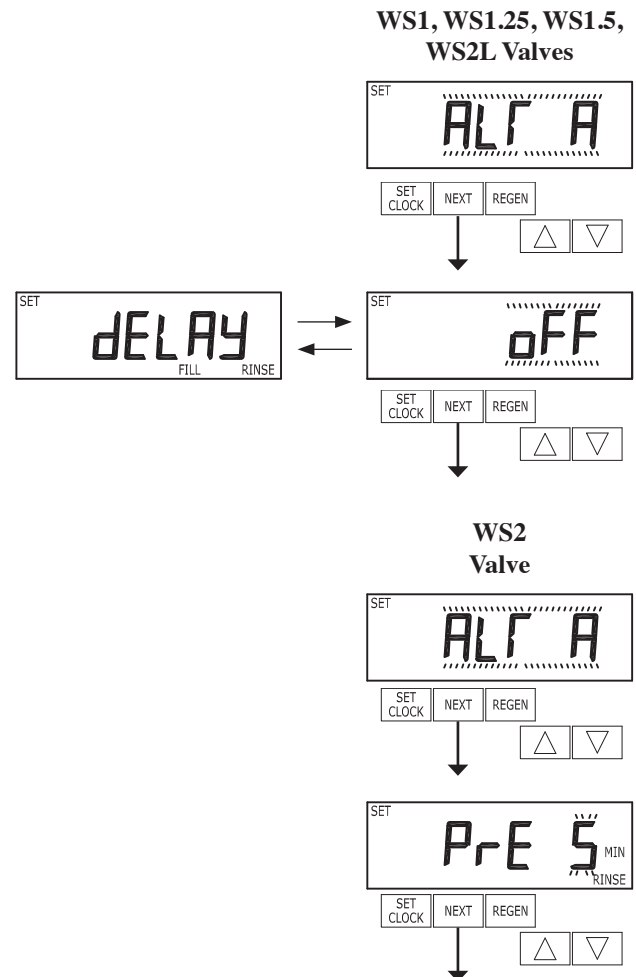 WS1, WS1.25, WS1.5,
WS2L Valves
SET
ALT A
SET CLOCK NEXT REGEN
SET
dELAY
FILL RINSE
SET
oFF
SET CLOCK NEXT REGEN
WS2
Valve
SET
ALT A
SET CLOCK NEXT REGEN
SET
PrE 5 MIN
RINSE
SET CLOCK NEXT REGEN